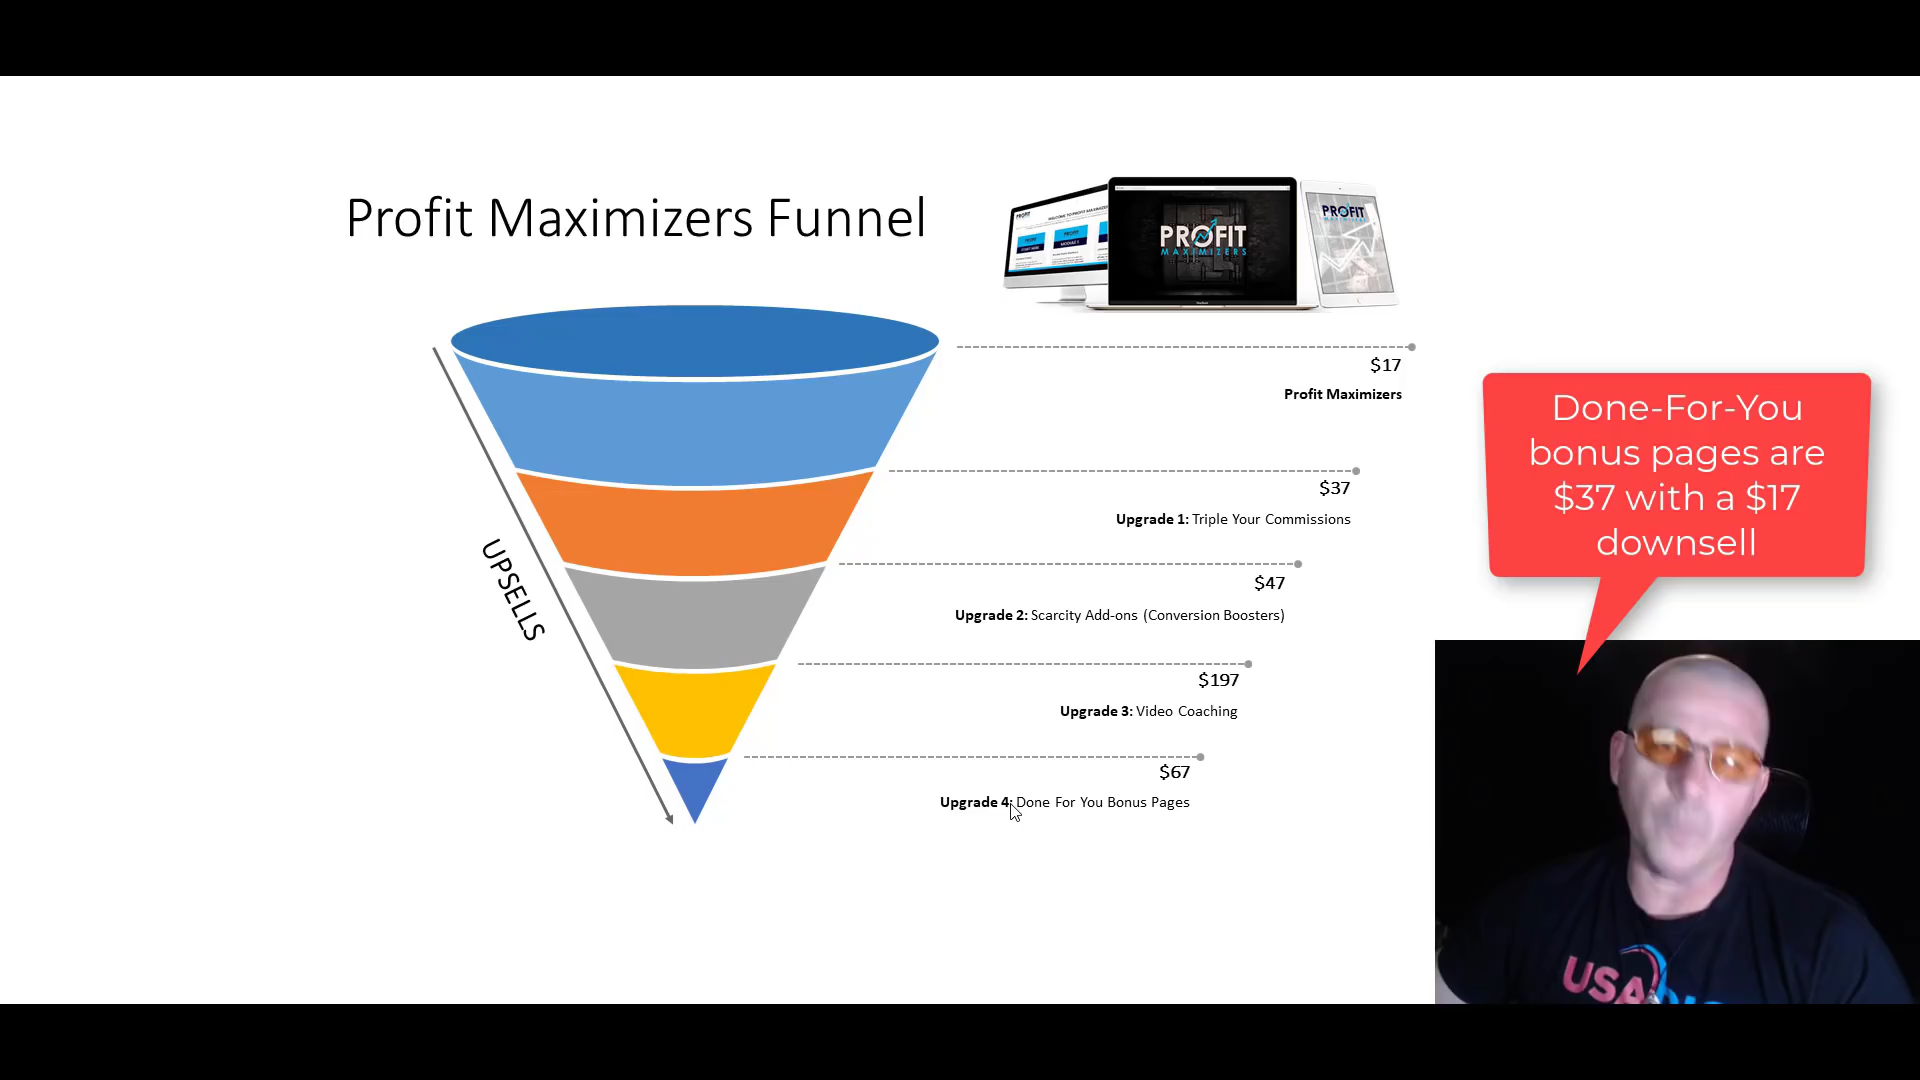 Profit Maximizers Funnel
PROFIT
MAXIMIZERS
PROFIT
$17
Profit Maximizers
$37
Upgrade 1: Triple Your Commissions
$47
Upgrade 2: Scarcity Add-ons (Conversion Boosters)
$197
Upgrade 3: Video Coaching
$67
Upgrade 4: Done For You Bonus Pages
UPSELLS
Done-For-You
bonus pages are
$37 with a $17
downsell
USA